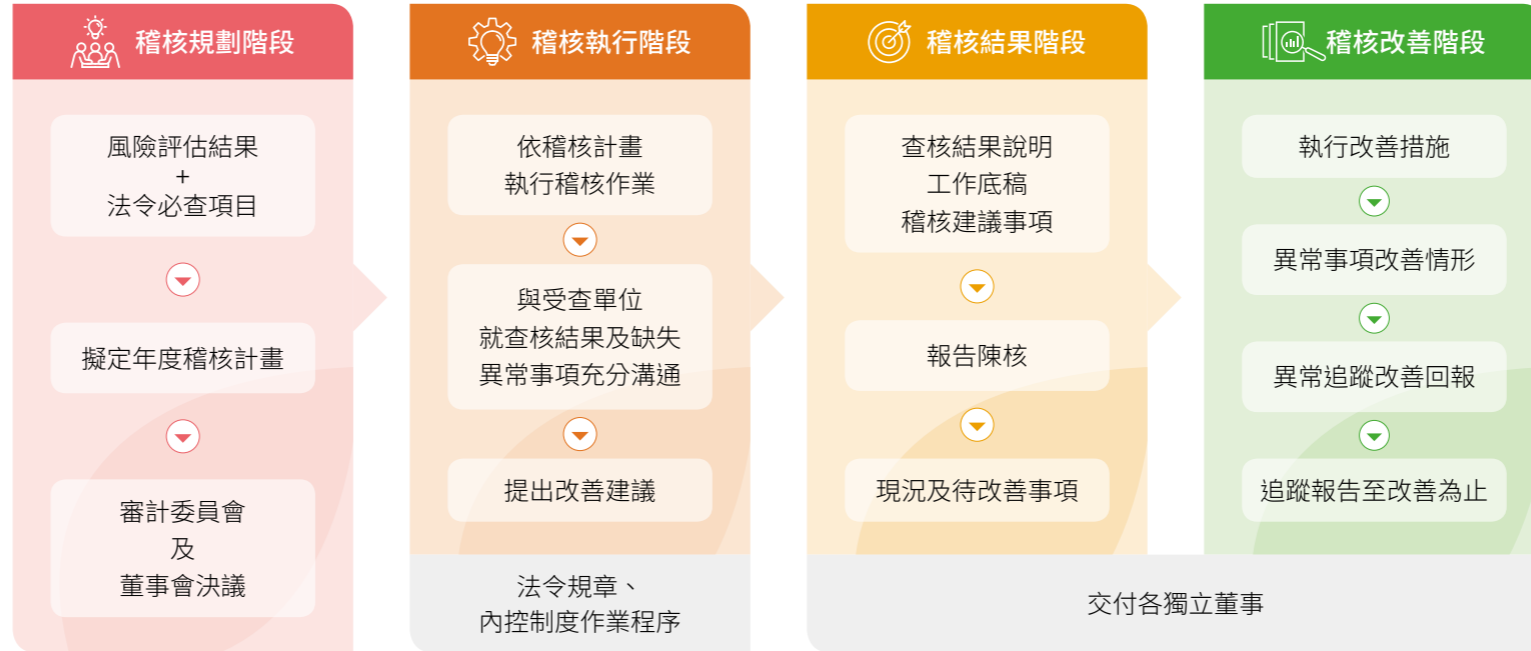 稽核規劃階段
風險評估結果
+
法令必查項目
擬定年度稽核計畫
審計委員會
及
董事會決議
稽核執行階段
依稽核計畫
執行稽核作業
與受查單位
就查核結果及缺失
異常事項充分溝通
提出改善建議
法令規章、
內控制度作業程序
稽核結果階段
查核結果說明
工作底稿
稽核建議事項
報告陳核
現況及待改善事項
稽核改善階段
執行改善措施
異常事項改善情形
異常追蹤改善回報
追蹤報告至改善為止
交付各獨立董事